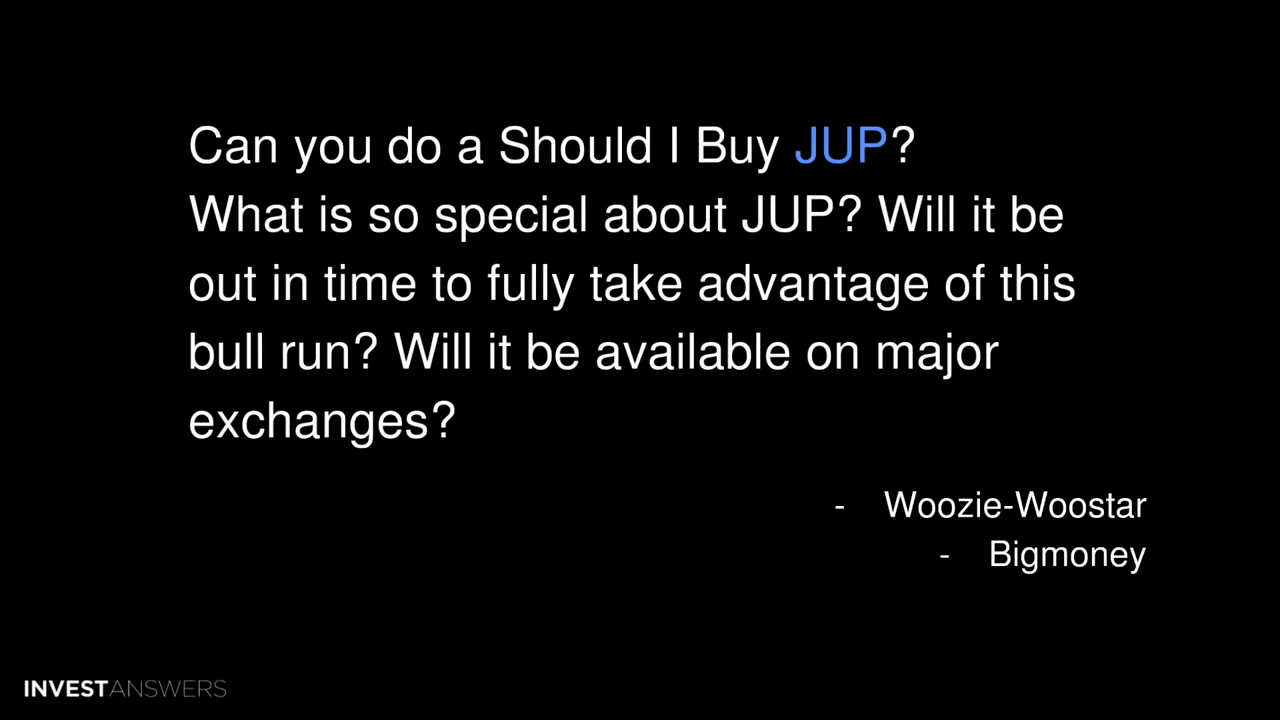 Can you do a Should I Buy JUP?
What is so special about JUP? Will it be
out in time to fully take advantage of this
bull run? Will it be available on major
exchanges?
- Woozie-Woostar
- Bigmoney
INVESTANSWERS